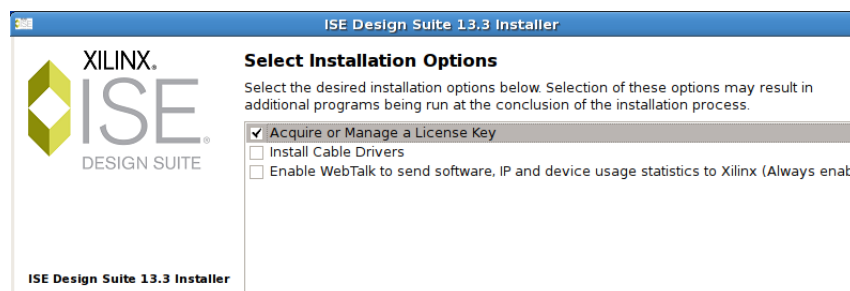 ISE Design Suite 13.3 Installer
XILINX®
ISE®
DESIGN SUITE
Select Installation Options
Select the desired installation options below. Selection of these options may result in
additional programs being run at the conclusion of the installation process.
Acquire or Manage a License Key
Install Cable Drivers
Enable WebTalk to send software, IP and device usage statistics to Xilinx (Always enab
ISE Design Suite 13.3 Installer